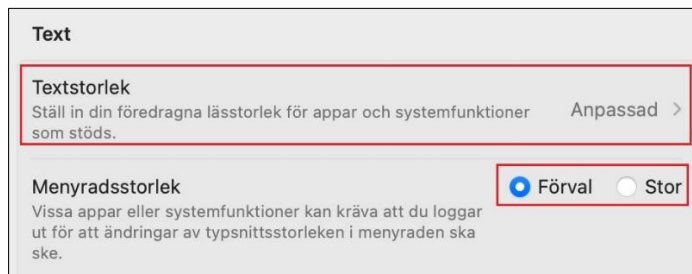 Text
Textstorlek
Ställ in din föredragna lässtorlek för appar och systemfunktioner
som stöds.
Anpassad >
Menyradsstorlek
Förval
Stor
Vissa appar eller systemfunktioner kan kräva att du loggar
ut för att ändringar av typsnittsstorleken i menyraden ska
ske.